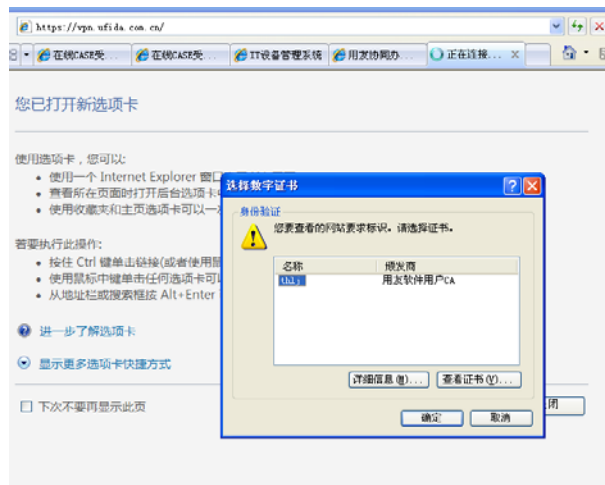 https://vpn.ufida.com.cn/
在线CASE受... 在线CASE受... IT设备管理系统 用友协同办... 正在连接... x
您已打开新选项卡
使用选项卡，您可以:
• 使用一个 Internet Explorer 窗口
• 查看所在页面时打开后台选项卡
• 使用收藏夹和主页选项卡可以一
若要执行此操作:
• 按住 Ctrl 键单击链接(或者使用鼠
• 使用鼠标中键单击任何选项卡可
• 从地址栏或搜索框按 Alt+Enter
进一步了解选项卡
显示更多选项卡快捷方式
下次不要再显示此页
闭
选择数字证书
身份验证
您要查看的网站要求标识。请选择证书。
名称 颁发商
thlj 用友软件用户CA
详细信息(M)... 查看证书(V)...
确定 取消